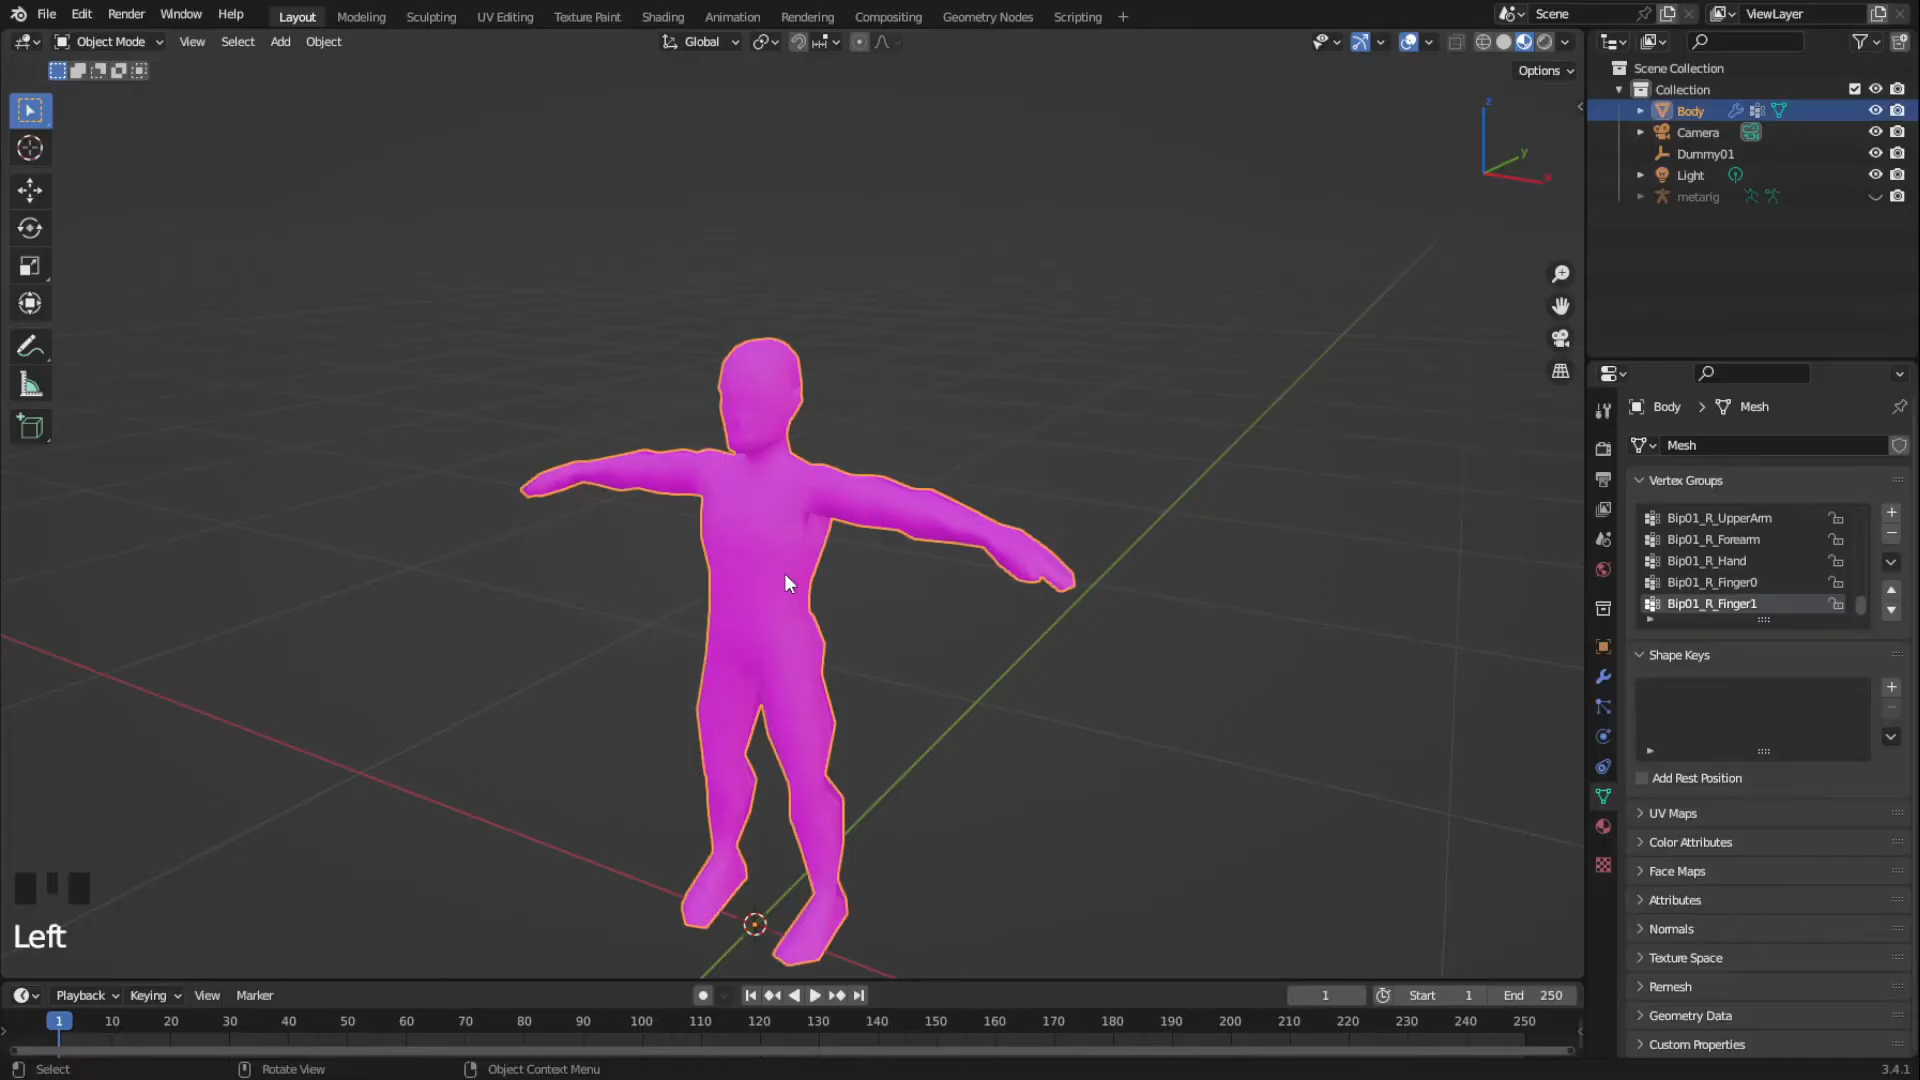 File Edit Render Window Help
Layout Modeling Sculpting UV Editing Texture Paint Shading Animation Rendering Compositing Geometry Nodes Scripting +
Scene
ViewLayer
Object Mode View Select Add Object
Global
Options
z
y
x
Scene Collection
Collection
Body
Camera
Dummy01
Light
metarig
Body > Mesh
Mesh
Vertex Groups
Bip01_R_UpperArm
Bip01_R_Forearm
Bip01_R_Hand
Bip01_R_Finger0
Bip01_R_Finger1
Shape Keys
Add Rest Position
UV Maps
Color Attributes
Face Maps
Attributes
Normals
Texture Space
Remesh
Geometry Data
Custom Properties
Left
Playback Keying View Marker
1 Start 1 End 250
1 10 20 30 40 50 60 70 80 90 100 110 120 130 140 150 160 170 180 190 200 210 220 230 240 250
Select Rotate View Object Context Menu 3.4.1